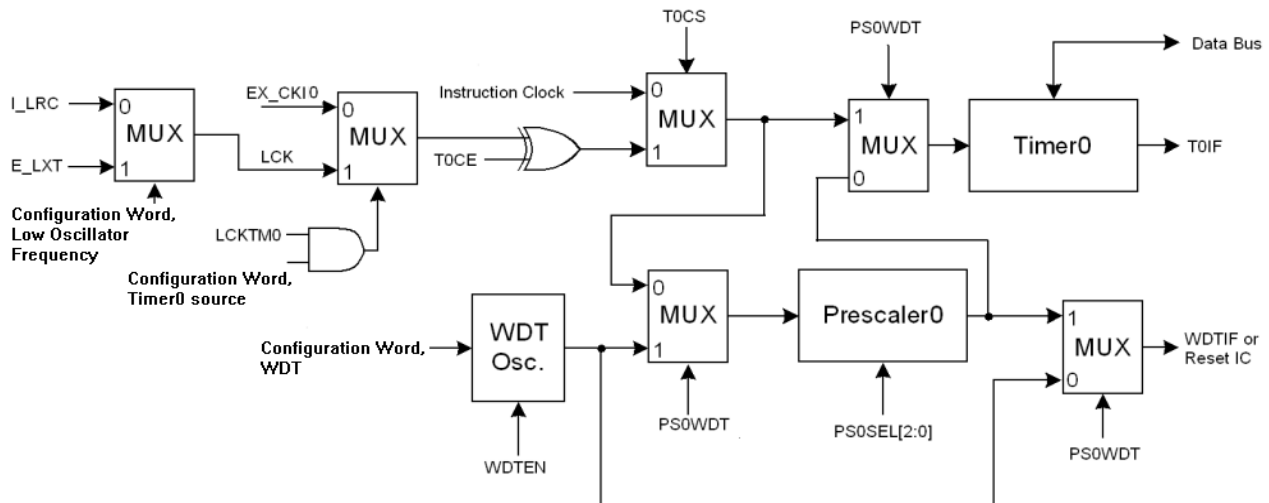 T0CS
PS0WDT
Data Bus
I_LRC
0
MUX
E_LXT
1
Configuration Word,
Low Oscillator
Frequency
EX_CKI0
0
MUX
LCK
1
LCKTM0
Configuration Word,
Timer0 source
T0CE
Instruction Clock
0
MUX
1
1
MUX
0
Timer0
T0IF
Configuration Word,
WDT
WDT
Osc.
WDTEN
0
MUX
1
PS0WDT
Prescaler0
PS0SEL[2:0]
1
MUX
0
WDTIF or
Reset IC
PS0WDT